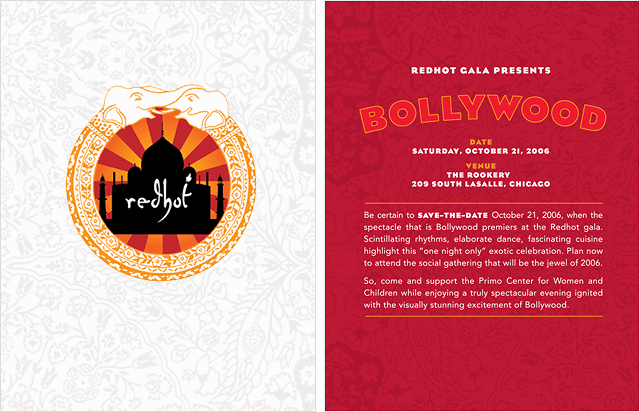 redhot
REDHOT GALA PRESENTS
BOLLYWOOD
DATE
SATURDAY, OCTOBER 21, 2006
VENUE
THE ROOKERY
209 SOUTH LASALLE, CHICAGO
Be certain to SAVE-THE-DATE October 21, 2006, when the
spectacle that is Bollywood premiers at the Redhot gala.
Scintillating rhythms, elaborate dance, fascinating cuisine
highlight this "one night only" exotic celebration. Plan now
to attend the social gathering that will be the jewel of 2006.
So, come and support the Primo Center for Women and
Children while enjoying a truly spectacular evening ignited
with the visually stunning excitement of Bollywood.